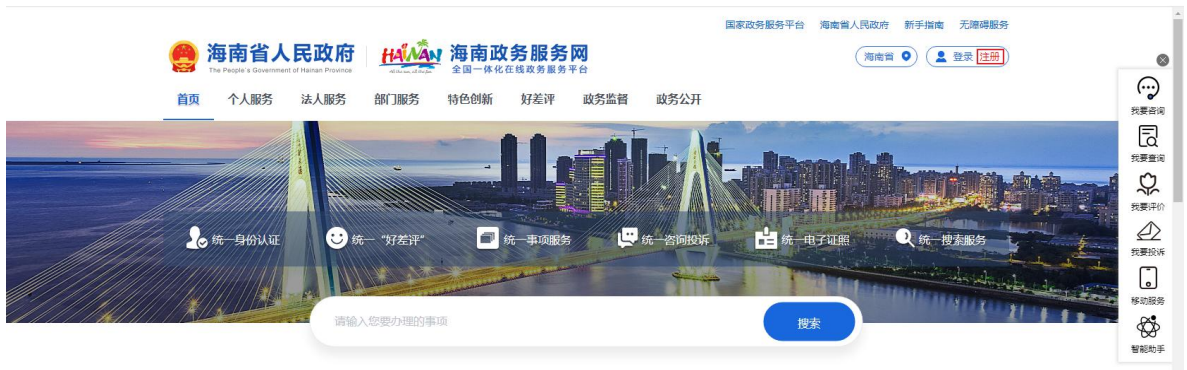 国家政务服务平台 海南省人民政府 新手指南 无障碍服务
海南省人民政府
The People's Government of Hainan Province
HAINAN
海南政务服务网
全国一体化在线政务服务平台
海南省 登录 注册
首页 个人服务 法人服务 部门服务 特色创新 好差评 政务监督 政务公开
统一身份认证 统一“好差评” 统一事项服务 统一咨询投诉 统一电子证照 统一搜索服务
请输入您要办理的事项 搜索
我要咨询
我要查询
我要评价
我要投诉
移动服务
智能助手